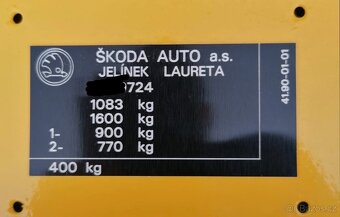 ŠKODA AUTO a.s.
JELÍNEK LAURETA
724
1083 kg
1600 kg
1- 900 kg
2- 770 kg
400 kg
41.90-01-01